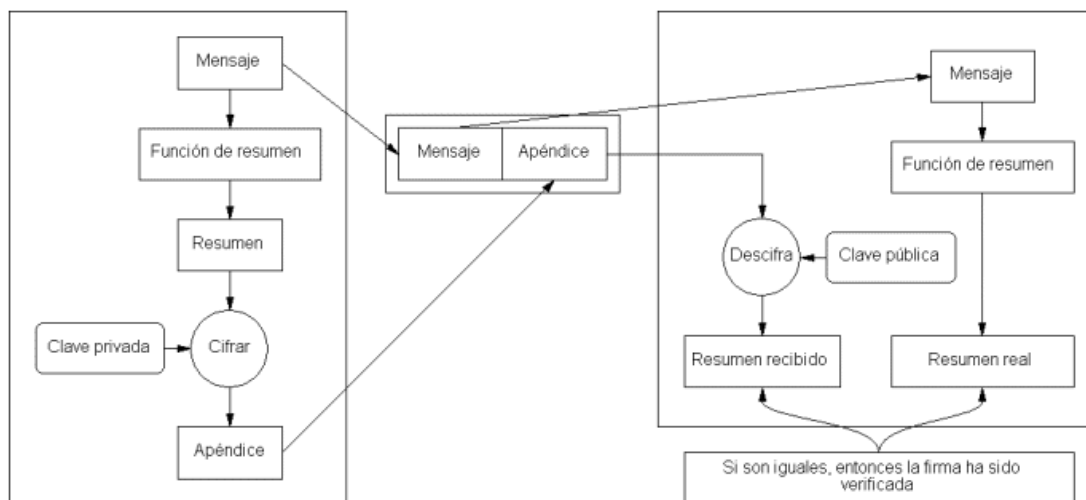 Mensaje
Función de resumen
Resumen
Clave privada
Cifrar
Apéndice
Mensaje
Apéndice
Mensaje
Función de resumen
Descifra
Clave pública
Resumen recibido
Resumen real
Si son iguales, entonces la firma ha sido
verificada